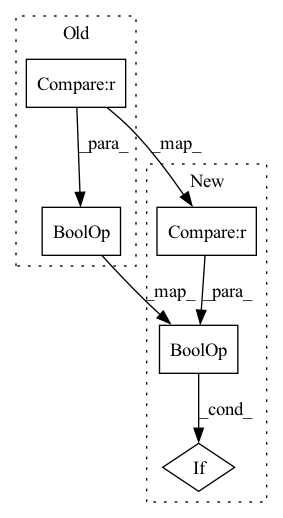 Old
Compare:r
_para_
_map_
New
BoolOp
Compare:r
_map_
_para_
BoolOp
_cond_
If